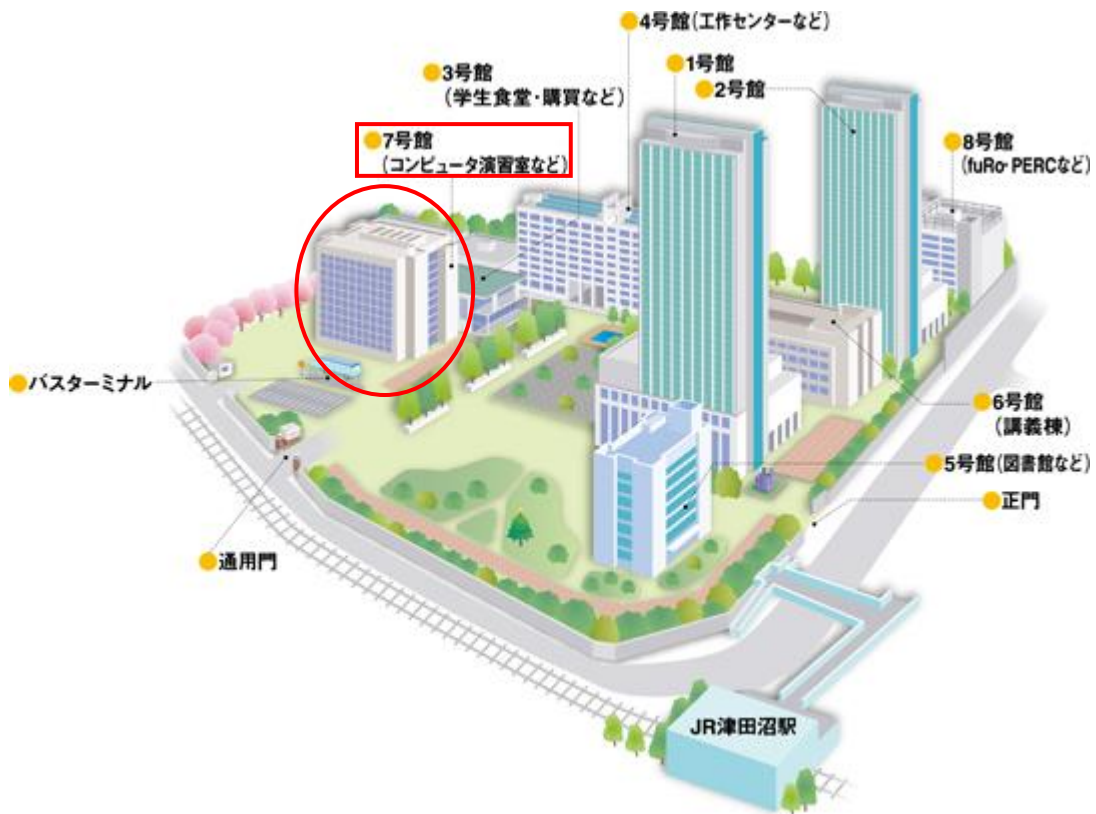 4号館(工作センターなど)
1号館
3号館
(学生食堂・購買など)
2号館
7号館
(コンピュータ演習室など)
8号館
(fuRo・PERCなど)
バスターミナル
6号館
(講義棟)
5号館(図書館など)
正門
通用門
JR津田沼駅